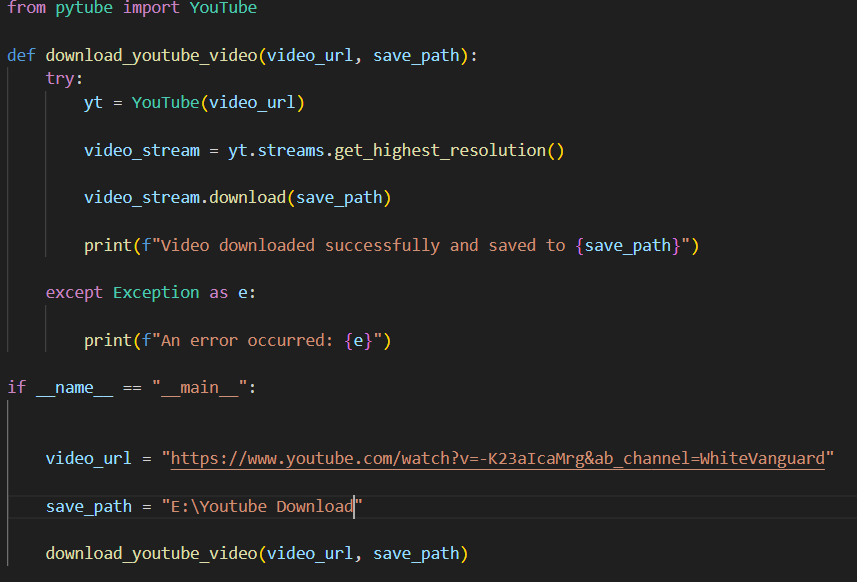 from pytube import YouTube
def download_youtube_video(video_url, save_path):
try:
yt = YouTube(video_url)
video_stream = yt.streams.get_highest_resolution()
video_stream.download(save_path)
print(f"Video downloaded successfully and saved to {save_path}")
except Exception as e:
print(f"An error occurred: {e}")
if __name__ == "__main__":
video_url = "https://www.youtube.com/watch?v=-K23aIcaMrg&ab_channel=WhiteVanguard"
save_path = "E:\Youtube Download"
download_youtube_video(video_url, save_path)